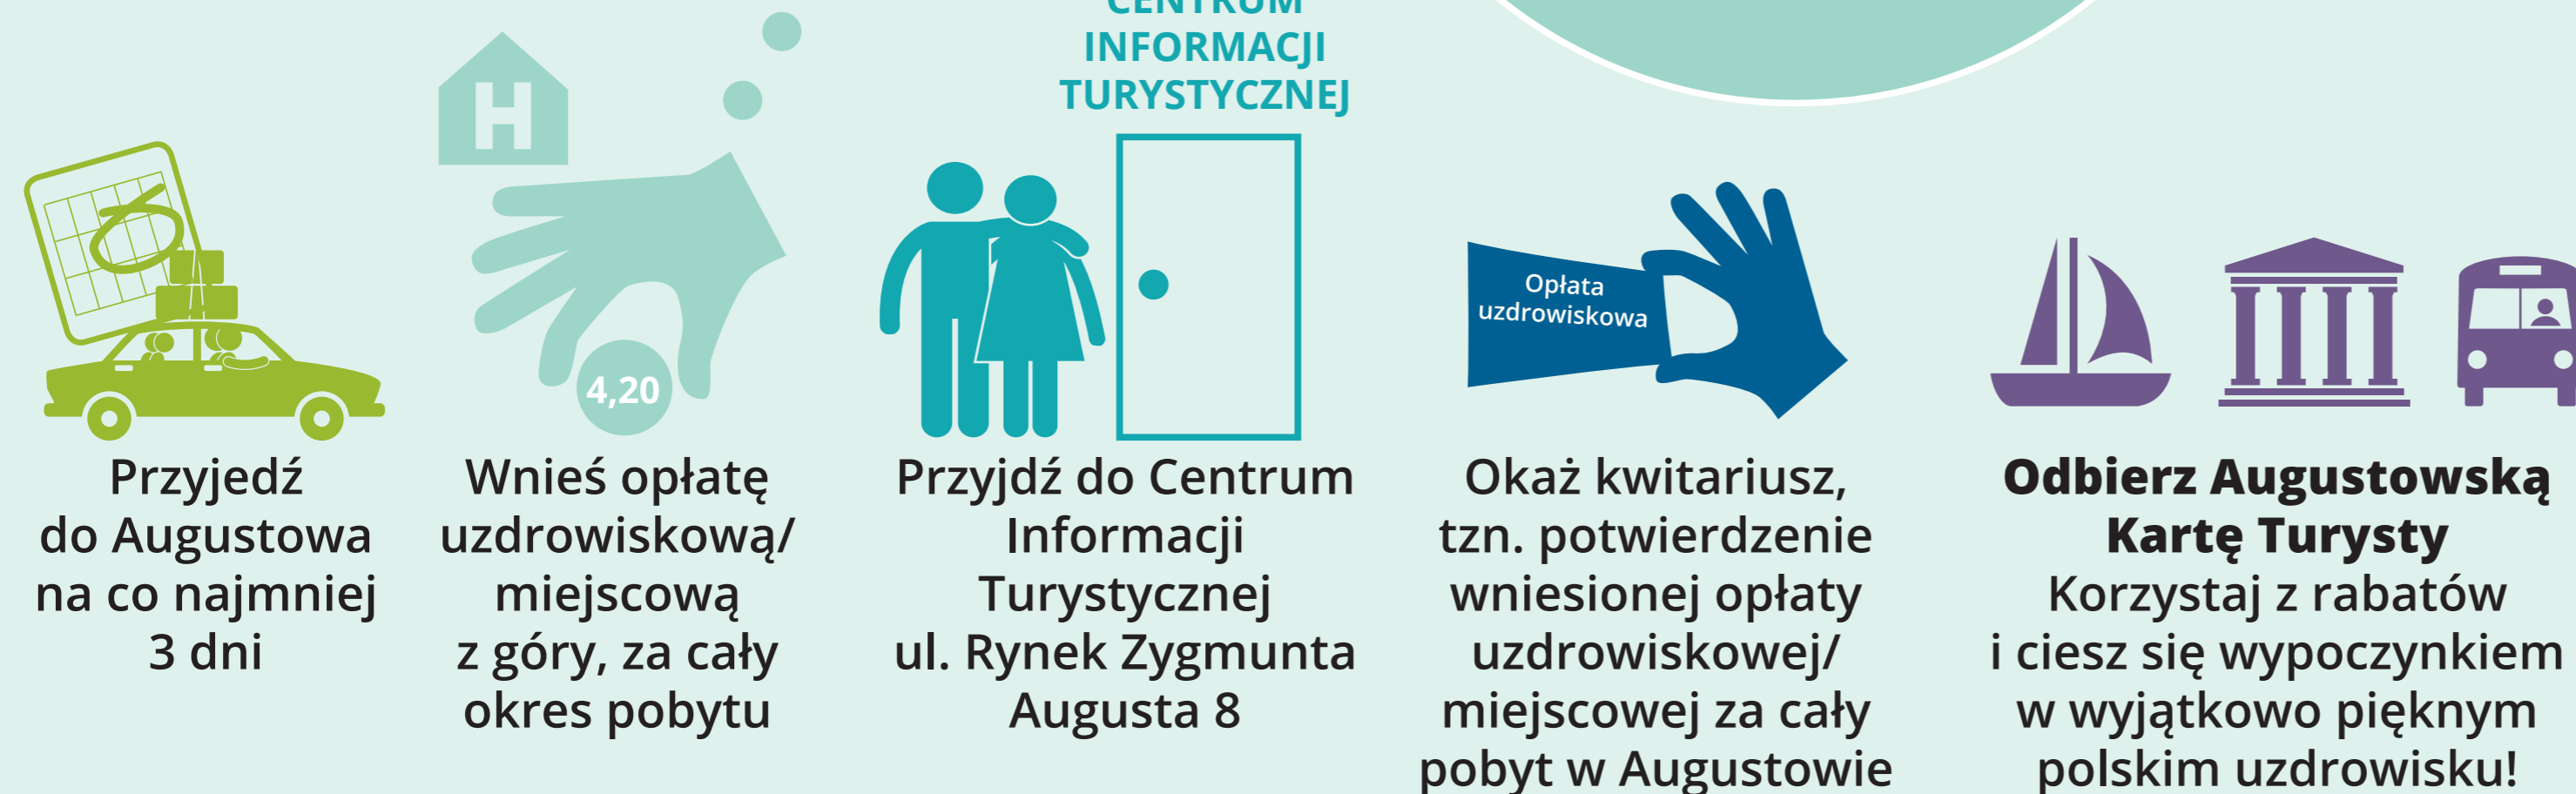 CENTRUM
INFORMACJI
TURYSTYCZNEJ
H
4,20
Opłata
uzdrowiskowa
Przyjedź
do Augustowa
na co najmniej
3 dni
Wnieś opłatę
uzdrowiskową/
miejscową
z góry, za cały
okres pobytu
Przyjdź do Centrum
Informacji
Turystycznej
ul. Rynek Zygmunta
Augusta 8
Okaż kwitariusz,
tzn. potwierdzenie
wniesionej opłaty
uzdrowiskowej/
miejscowej za cały
pobyt w Augustowie
Odbierz Augustowską
Kartę Turysty
Korzystaj z rabatów
i ciesz się wypoczynkiem
w wyjątkowo pięknym
polskim uzdrowisku!